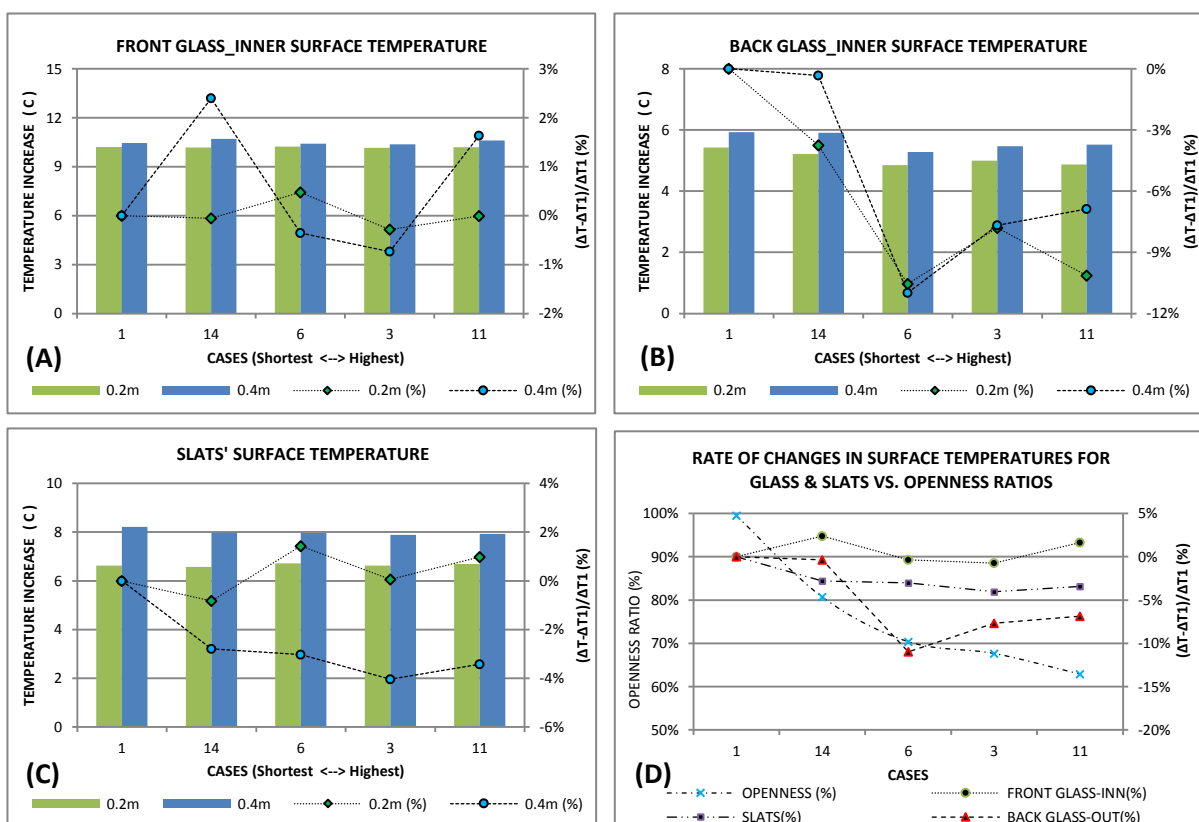 FRONT GLASS_INNER SURFACE TEMPERATURE
TEMPERATURE INCREASE ( C )
15
12
9
6
3
0
3%
2%
1%
0%
-1%
-2%
(ΔT-ΔT1)/ΔT1 (%)
1 14 6 3 11
CASES (Shortest <--> Highest)
(A)
0.2m 0.4m 0.2m (%) 0.4m (%)
BACK GLASS_INNER SURFACE TEMPERATURE
TEMPERATURE INCREASE ( C )
8
6
4
2
0
0%
-3%
-6%
-9%
-12%
(ΔT-ΔT1)/ΔT1 (%)
1 14 6 3 11
CASES (Shortest <--> Highest)
(B)
0.2m 0.4m 0.2m (%) 0.4m (%)
SLATS' SURFACE TEMPERATURE
TEMPERATURE INCREASE ( C )
10
8
6
4
2
0
4%
2%
0%
-2%
-4%
-6%
(ΔT-ΔT1)/ΔT1 (%)
1 14 6 3 11
CASES (Shortest <--> Highest)
(C)
0.2m 0.4m 0.2m (%) 0.4m (%)
RATE OF CHANGES IN SURFACE TEMPERATURES FOR
GLASS & SLATS VS. OPENNESS RATIOS
OPENNESS RATIO (%)
100%
90%
80%
70%
60%
50%
5%
0%
-5%
-10%
-15%
-20%
(ΔT-ΔT1)/ΔT1 (%)
1 14 6 3 11
CASES
(D)
OPENNESS (%) FRONT GLASS-INN(%)
SLATS(%) BACK GLASS-OUT(%)